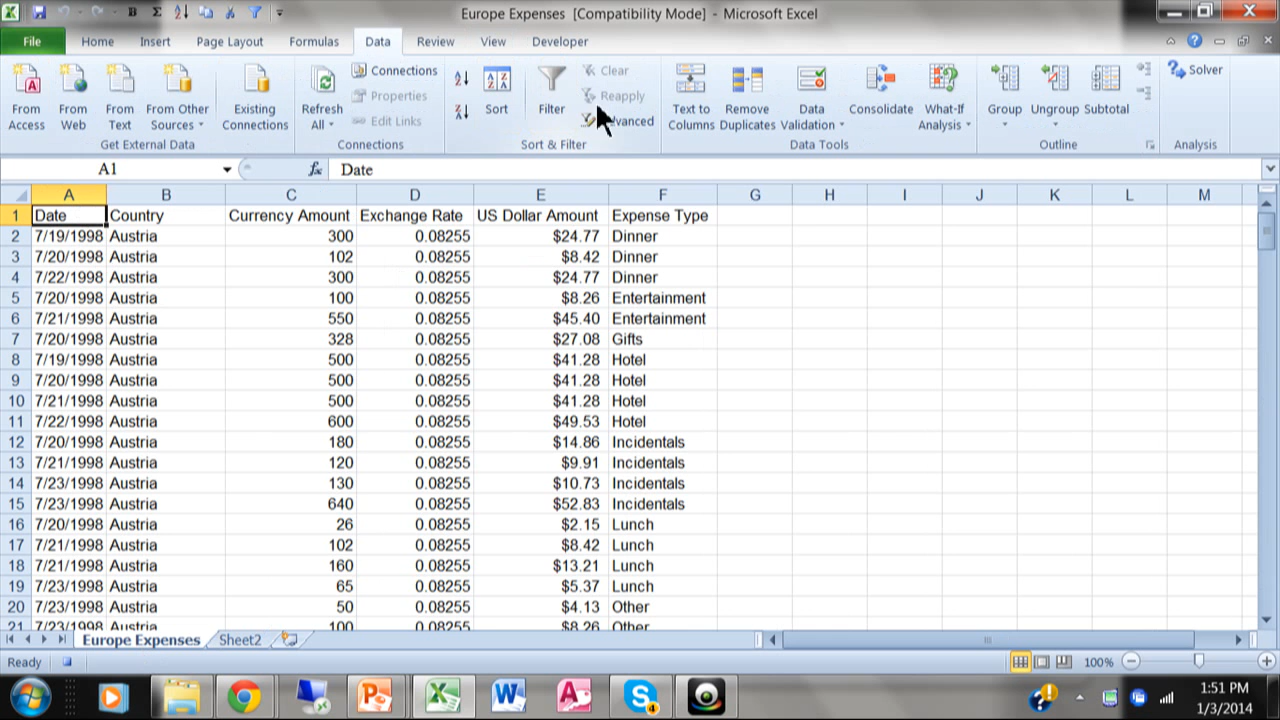 Europe Expenses [Compatibility Mode] - Microsoft Excel
File Home Insert Page Layout Formulas Data Review View Developer
From Access From Web From Text From Other Sources Existing Connections Refresh All Connections Properties Edit Links Sort Filter Clear Reapply Advanced Text to Columns Remove Duplicates Data Validation Consolidate What-If Analysis Group Ungroup Subtotal Solver
Get External Data Connections Sort & Filter Data Tools Outline Analysis
A1 fx Date
A B C D E F G H I J K L M
1 Date Country Currency Amount Exchange Rate US Dollar Amount Expense Type
2 7/19/1998 Austria 300 0.08255 $24.77 Dinner
3 7/20/1998 Austria 102 0.08255 $8.42 Dinner
4 7/22/1998 Austria 300 0.08255 $24.77 Dinner
5 7/20/1998 Austria 100 0.08255 $8.26 Entertainment
6 7/21/1998 Austria 550 0.08255 $45.40 Entertainment
7 7/20/1998 Austria 328 0.08255 $27.08 Gifts
8 7/19/1998 Austria 500 0.08255 $41.28 Hotel
9 7/20/1998 Austria 500 0.08255 $41.28 Hotel
10 7/21/1998 Austria 500 0.08255 $41.28 Hotel
11 7/22/1998 Austria 600 0.08255 $49.53 Hotel
12 7/20/1998 Austria 180 0.08255 $14.86 Incidentals
13 7/21/1998 Austria 120 0.08255 $9.91 Incidentals
14 7/23/1998 Austria 130 0.08255 $10.73 Incidentals
15 7/23/1998 Austria 640 0.08255 $52.83 Incidentals
16 7/20/1998 Austria 26 0.08255 $2.15 Lunch
17 7/21/1998 Austria 102 0.08255 $8.42 Lunch
18 7/23/1998 Austria 160 0.08255 $13.21 Lunch
19 7/23/1998 Austria 65 0.08255 $5.37 Lunch
20 7/23/1998 Austria 50 0.08255 $4.13 Other
21 7/23/1998 Austria 100 0.08255 $8.26 Other
Europe Expenses Sheet2
Ready 100%
1:51 PM
1/3/2014